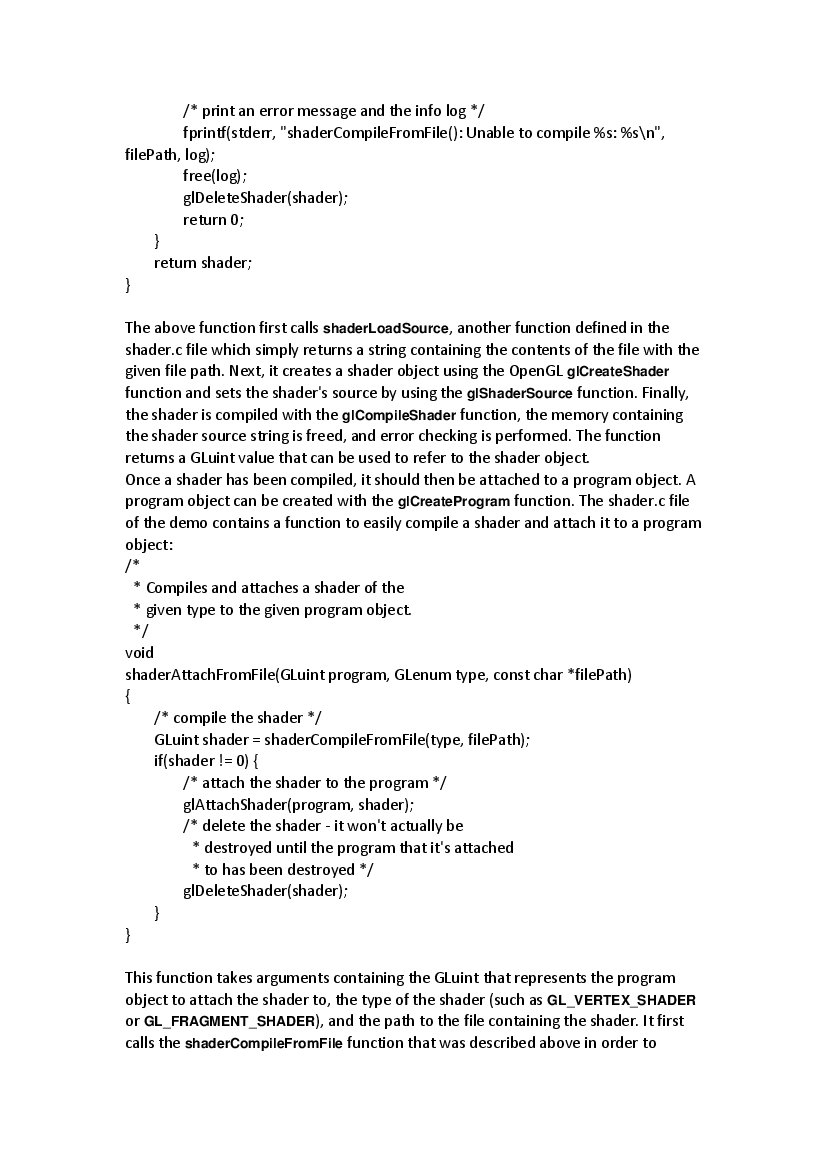 /* print an error message and the info log */
fprintf(stderr, "shaderCompileFromFile(): Unable to compile %s: %s\n",
filePath, log);
free(log);
glDeleteShader(shader);
return 0;
}
return shader;
}
The above function first calls shaderLoadSource, another function defined in the
shader.c file which simply returns a string containing the contents of the file with the
given file path. Next, it creates a shader object using the OpenGL glCreateShader
function and sets the shader's source by using the glShaderSource function. Finally,
the shader is compiled with the glCompileShader function, the memory containing
the shader source string is freed, and error checking is performed. The function
returns a GLuint value that can be used to refer to the shader object.
Once a shader has been compiled, it should then be attached to a program object. A
program object can be created with the glCreateProgram function. The shader.c file
of the demo contains a function to easily compile a shader and attach it to a program
object:
/*
* Compiles and attaches a shader of the
* given type to the given program object.
*/
void
shaderAttachFromFile(GLuint program, GLenum type, const char *filePath)
{
/* compile the shader */
GLuint shader = shaderCompileFromFile(type, filePath);
if(shader != 0) {
/* attach the shader to the program */
glAttachShader(program, shader);
/* delete the shader - it won't actually be
* destroyed until the program that it's attached
* to has been destroyed */
glDeleteShader(shader);
}
}
This function takes arguments containing the GLuint that represents the program
object to attach the shader to, the type of the shader (such as GL_VERTEX_SHADER
or GL_FRAGMENT_SHADER), and the path to the file containing the shader. It first
calls the shaderCompileFromFile function that was described above in order to